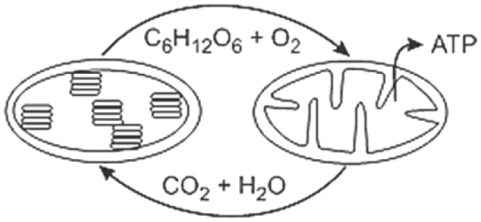 C₆H₁₂O₆ + O₂
ATP
CO₂ + H₂O